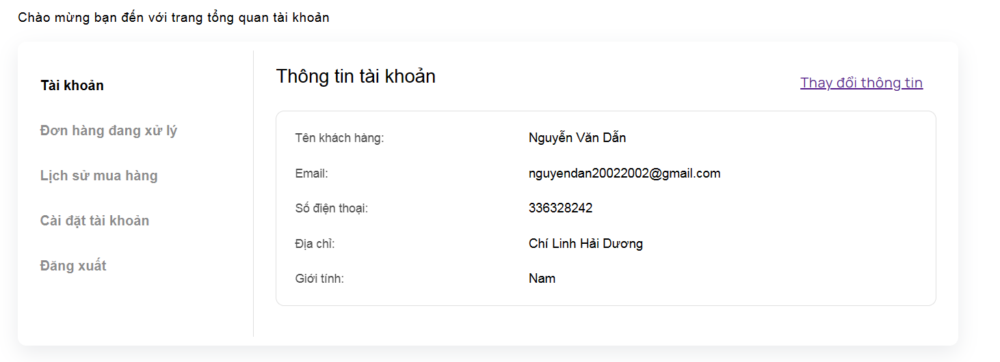 Chào mừng bạn đến với trang tổng quan tài khoản
Tài khoản
Đơn hàng đang xử lý
Lịch sử mua hàng
Cài đặt tài khoản
Đăng xuất
Thông tin tài khoản
Thay đổi thông tin
Tên khách hàng: Nguyễn Văn Dẫn
Email: nguyendan20022002@gmail.com
Số điện thoại: 336328242
Địa chỉ: Chí Linh Hải Dương
Giới tính: Nam